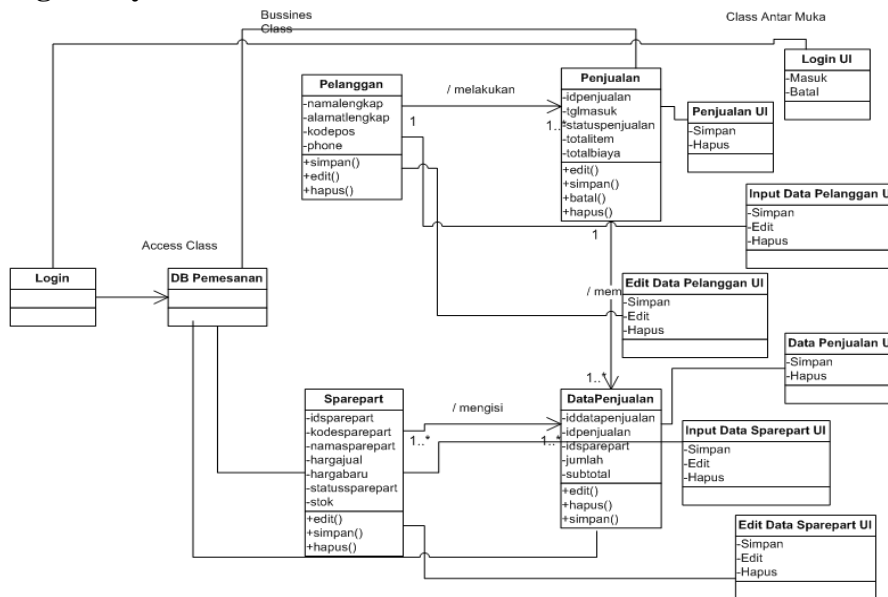 Bussines
Class
Class Antar Muka
Login UI
-Masuk
-Batal
Pelanggan
-namalengkap
-alamatlengkap
-kodepos
-phone
+simpan()
+edit()
+hapus()
/ melakukan
1
1..*
Penjualan
-idpenjualan
-tglmasuk
-statuspenjualan
-totalitem
-totalbiaya
+edit()
+simpan()
+batal()
+hapus()
Penjualan UI
-Simpan
-Hapus
Input Data Pelanggan U
-Simpan
-Edit
-Hapus
1
1
Access Class
Login
DB Pemesanan
/ mem
Edit Data Pelanggan UI
-Simpan
-Edit
-Hapus
Data Penjualan U
-Simpan
-Hapus
1..*
Sparepart
-idsparepart
-kodesparepart
-namasparepart
-hargajual
-hargabaru
-statussparepart
-stok
+edit()
+simpan()
+hapus()
/ mengisi
1..*
1..*
DataPenjualan
-iddatapenjualan
-idpenjualan
-idsparepart
-jumlah
-subtotal
+edit()
+hapus()
+simpan()
Input Data Sparepart UI
-Simpan
-Edit
-Hapus
Edit Data Sparepart UI
-Simpan
-Edit
-Hapus